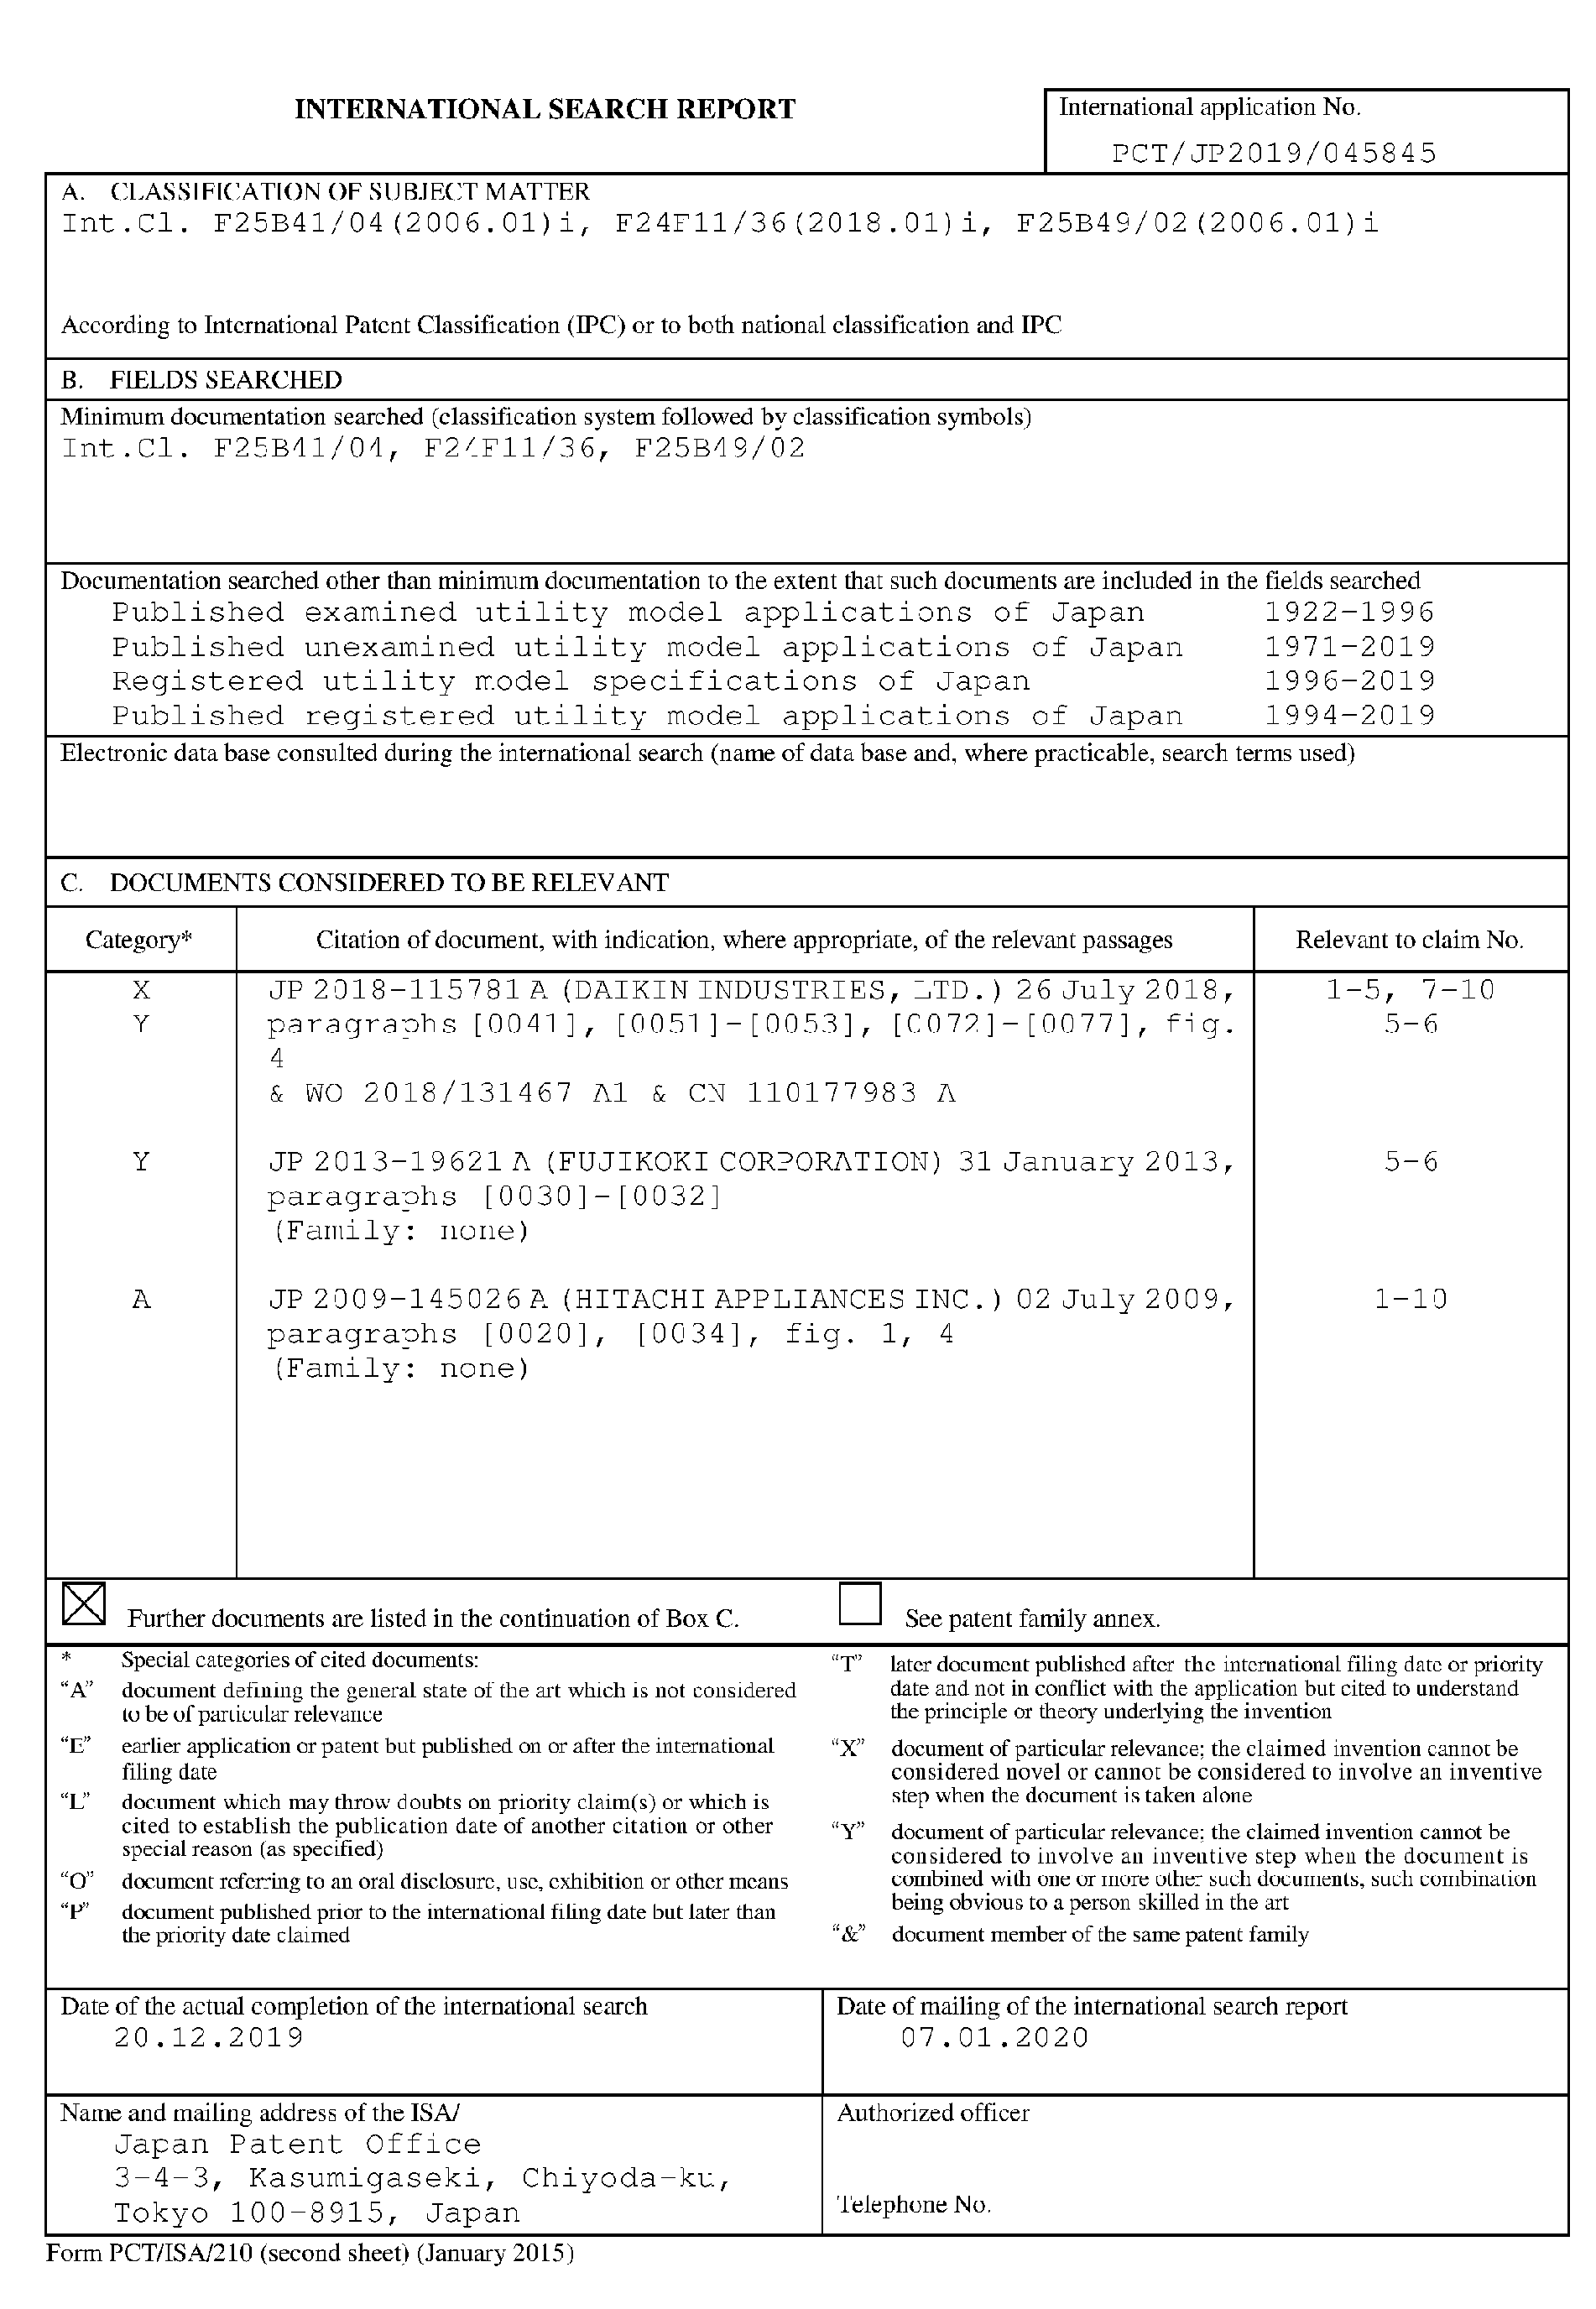 INTERNATIONAL SEARCH REPORT
International application No.
PCT/JP2019/045845
A. CLASSIFICATION OF SUBJECT MATTER
Int.Cl. F25B41/04(2006.01)i, F24F11/36(2018.01)i, F25B49/02(2006.01)i
According to International Patent Classification (IPC) or to both national classification and IPC
B. FIELDS SEARCHED
Minimum documentation searched (classification system followed by classification symbols)
Int.Cl. F25B41/04, F24F11/36, F25B49/02
Documentation searched other than minimum documentation to the extent that such documents are included in the fields searched
Published examined utility model applications of Japan 1922-1996
Published unexamined utility model applications of Japan 1971-2019
Registered utility model specifications of Japan 1996-2019
Published registered utility model applications of Japan 1994-2019
Electronic data base consulted during the international search (name of data base and, where practicable, search terms used)
C. DOCUMENTS CONSIDERED TO BE RELEVANT
Category* Citation of document, with indication, where appropriate, of the relevant passages Relevant to claim No.
X JP 2018-115781 A (DAIKIN INDUSTRIES, LTD.) 26 July 2018, 1-5, 7-10
Y paragraphs [0041], [0051]-[0053], [0072]-[0077], fig. 5-6
4
& WO 2018/131467 A1 & CN 110177983 A
Y JP 2013-19621 A (FUJIKOKI CORPORATION) 31 January 2013, 5-6
paragraphs [0030]-[0032]
(Family: none)
A JP 2009-145026 A (HITACHI APPLIANCES INC.) 02 July 2009, 1-10
paragraphs [0020], [0034], fig. 1, 4
(Family: none)
Further documents are listed in the continuation of Box C.
See patent family annex.
* Special categories of cited documents:
“A” document defining the general state of the art which is not considered
to be of particular relevance
“E” earlier application or patent but published on or after the international
filing date
“L” document which may throw doubts on priority claim(s) or which is
cited to establish the publication date of another citation or other
special reason (as specified)
“O” document referring to an oral disclosure, use, exhibition or other means
“P” document published prior to the international filing date but later than
the priority date claimed
“T” later document published after the international filing date or priority
date and not in conflict with the application but cited to understand
the principle or theory underlying the invention
“X” document of particular relevance; the claimed invention cannot be
considered novel or cannot be considered to involve an inventive
step when the document is taken alone
“Y” document of particular relevance; the claimed invention cannot be
considered to involve an inventive step when the document is
combined with one or more other such documents, such combination
being obvious to a person skilled in the art
“&” document member of the same patent family
Date of the actual completion of the international search
20.12.2019
Date of mailing of the international search report
07.01.2020
Name and mailing address of the ISA/
Japan Patent Office
3-4-3, Kasumigaseki, Chiyoda-ku,
Tokyo 100-8915, Japan
Authorized officer
Telephone No.
Form PCT/ISA/210 (second sheet) (January 2015)